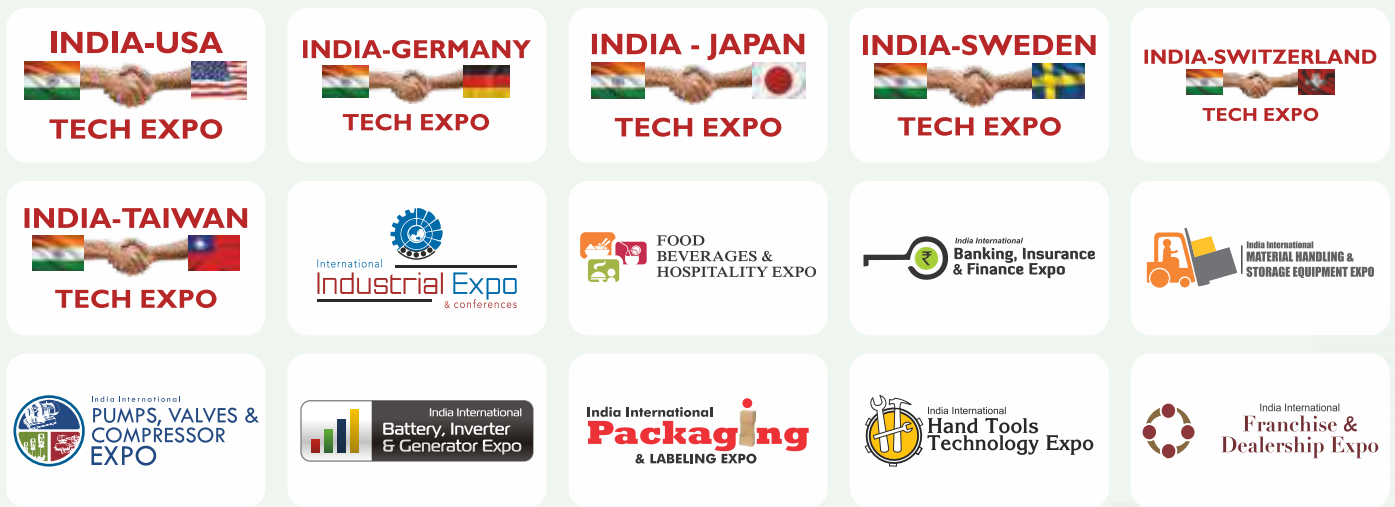 INDIA-USA
TECH EXPO
INDIA-GERMANY
TECH EXPO
INDIA - JAPAN
TECH EXPO
INDIA-SWEDEN
TECH EXPO
INDIA-SWITZERLAND
TECH EXPO
INDIA-TAIWAN
TECH EXPO
International
Industrial Expo
& conferences
FOOD
BEVERAGES &
HOSPITALITY EXPO
₹
India International
Banking, Insurance
& Finance Expo
India International
MATERIAL HANDLING &
STORAGE EQUIPMENT EXPO
India International
PUMPS, VALVES &
COMPRESSOR
EXPO
India International
Battery, Inverter
& Generator Expo
India International
Packaging
& LABELING EXPO
India International
Hand Tools
Technology Expo
India International
Franchise &
Dealership Expo